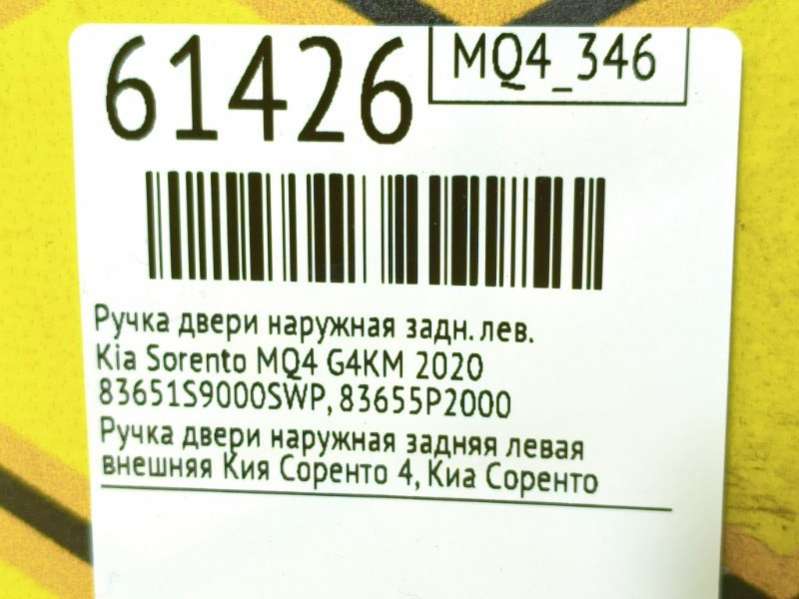 61426
MQ4_346
Ручка двери наружная задн. лев.
Kia Sorento MQ4 G4KM 2020
83651S9000SWP, 83655P2000
Ручка двери наружная задняя левая
внешняя Кия Соренто 4, Киа Соренто